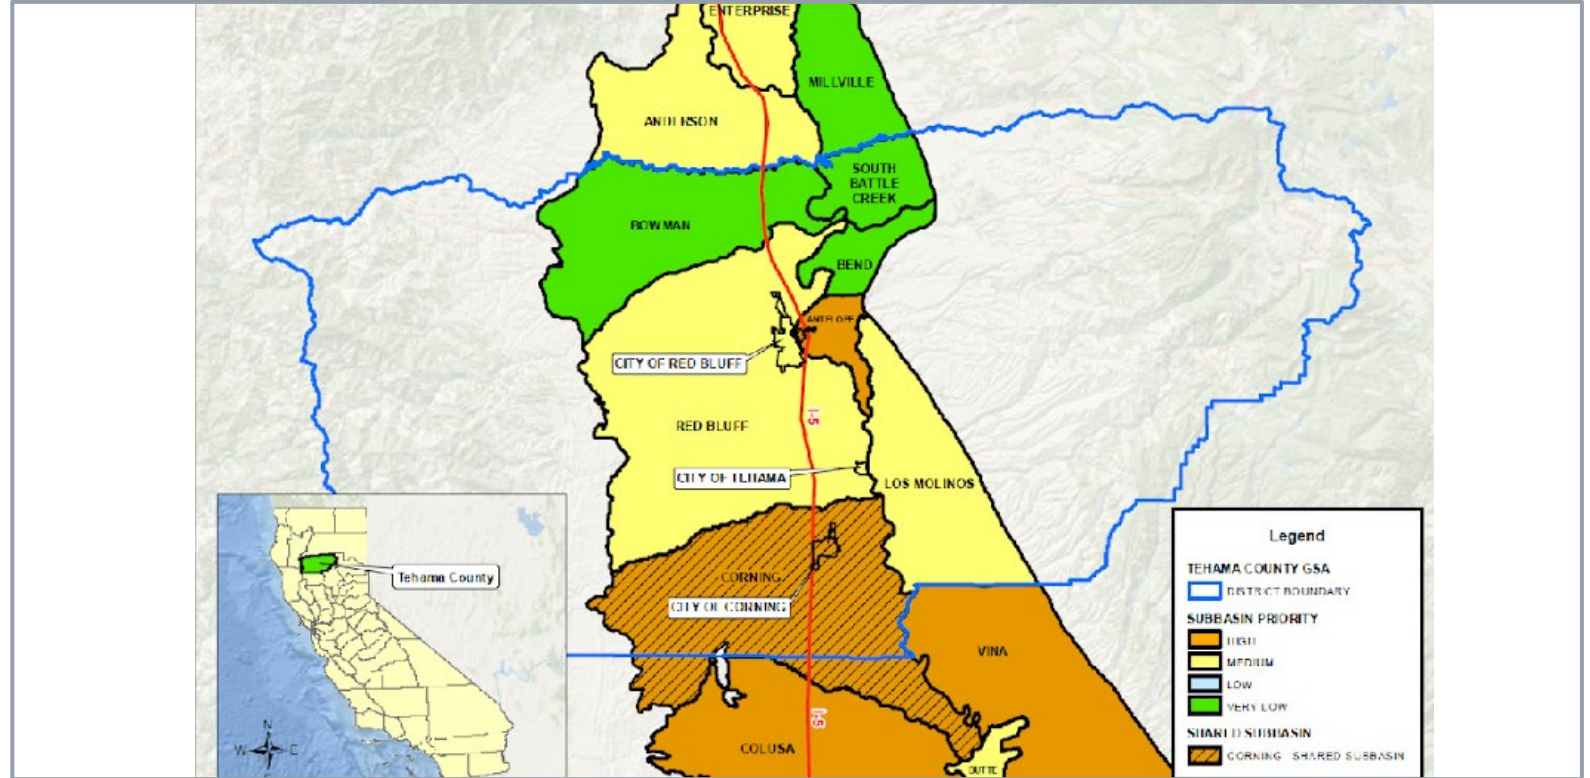 ENTERPRISE
MILLVILLE
ANDERSON
SOUTH
BATTLE
CREEK
BOWMAN
BEND
ANTELOPE
CITY OF RED BLUFF
RED BLUFF
I-5
CITY OF TEHAMA
LOS MOLINOS
CORNING
CITY OF CORNING
VINA
I-5
COLUSA
BUTTE
Tehama County
N
W E
Legend
TEHAMA COUNTY GSA
DISTRICT BOUNDARY
SUBBASIN PRIORITY
HIGH
MEDIUM
LOW
VERY LOW
SHARED SUBBASIN
CORNING SHARED SUBBASIN